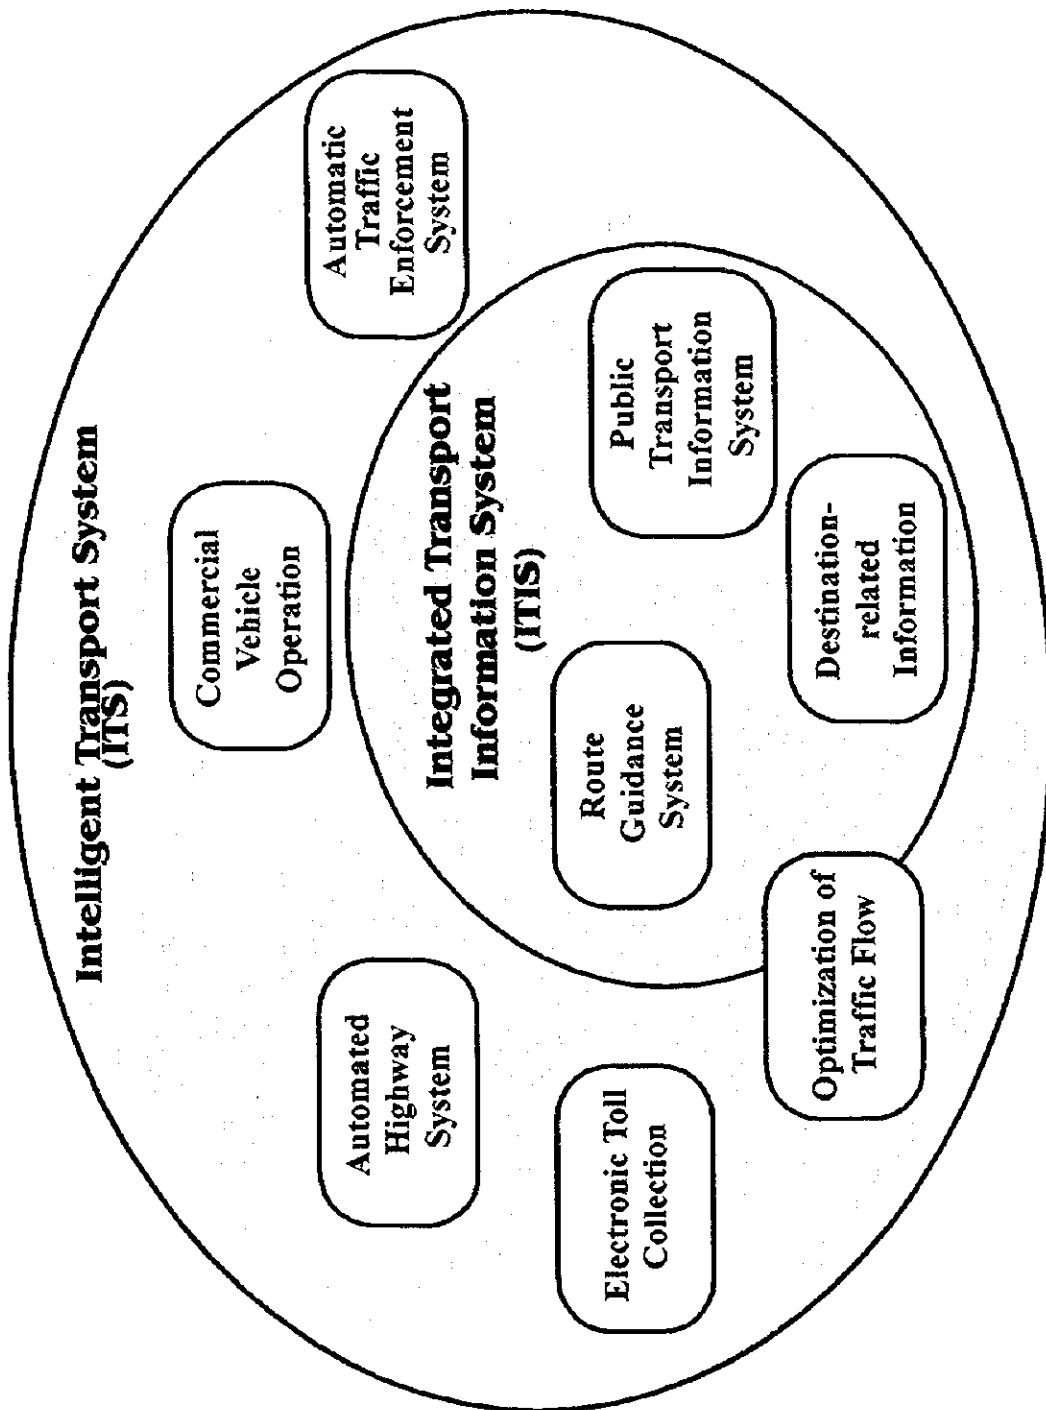 Intelligent Transport System
(ITS)
Commercial
Vehicle
Operation
Automatic
Traffic
Enforcement
System
Automated
Highway
System
Integrated Transport
Information System
(ITIS)
Electronic Toll
Collection
Route
Guidance
System
Public
Transport
Information
System
Optimization of
Traffic Flow
Destination-
related
Information